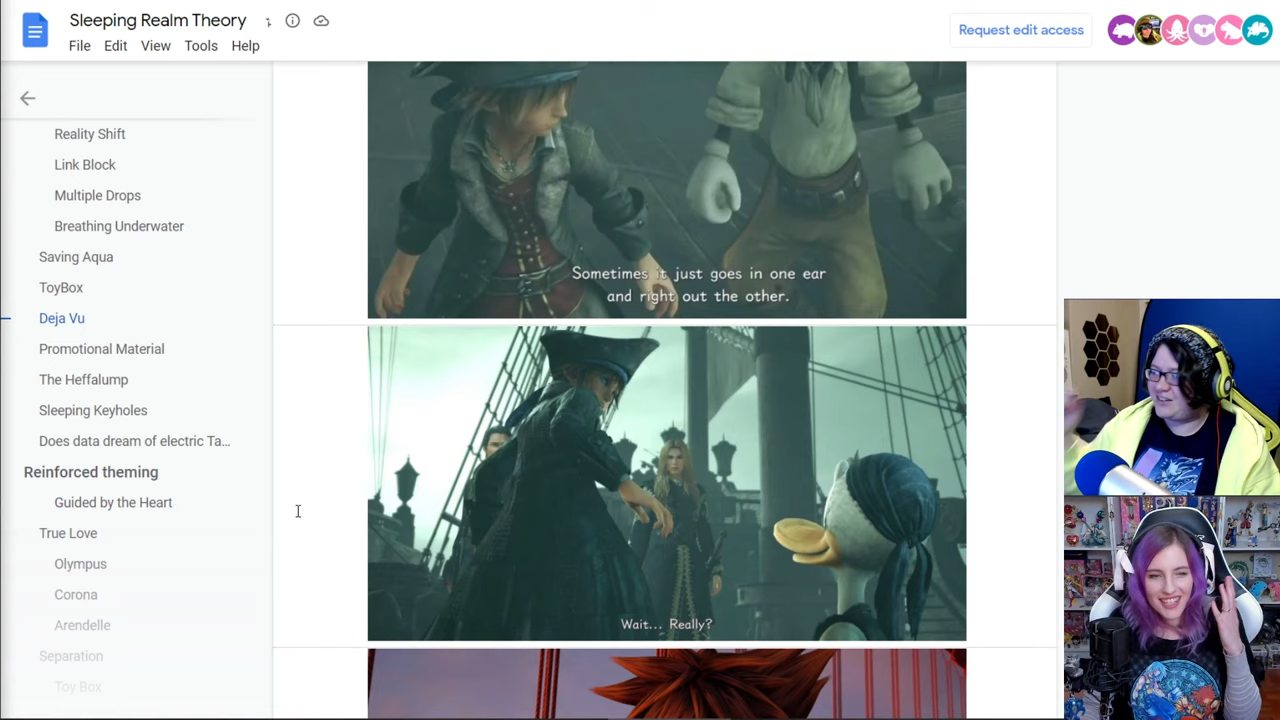 Sleeping Realm Theory
File Edit View Tools Help
Request edit access
Reality Shift
Link Block
Multiple Drops
Breathing Underwater
Saving Aqua
ToyBox
Deja Vu
Promotional Material
The Heffalump
Sleeping Keyholes
Does data dream of electric Ta...
Reinforced theming
Guided by the Heart
True Love
Olympus
Corona
Arendelle
Separation
Toy Box
Sometimes it just goes in one ear
and right out the other.
Wait... Really?